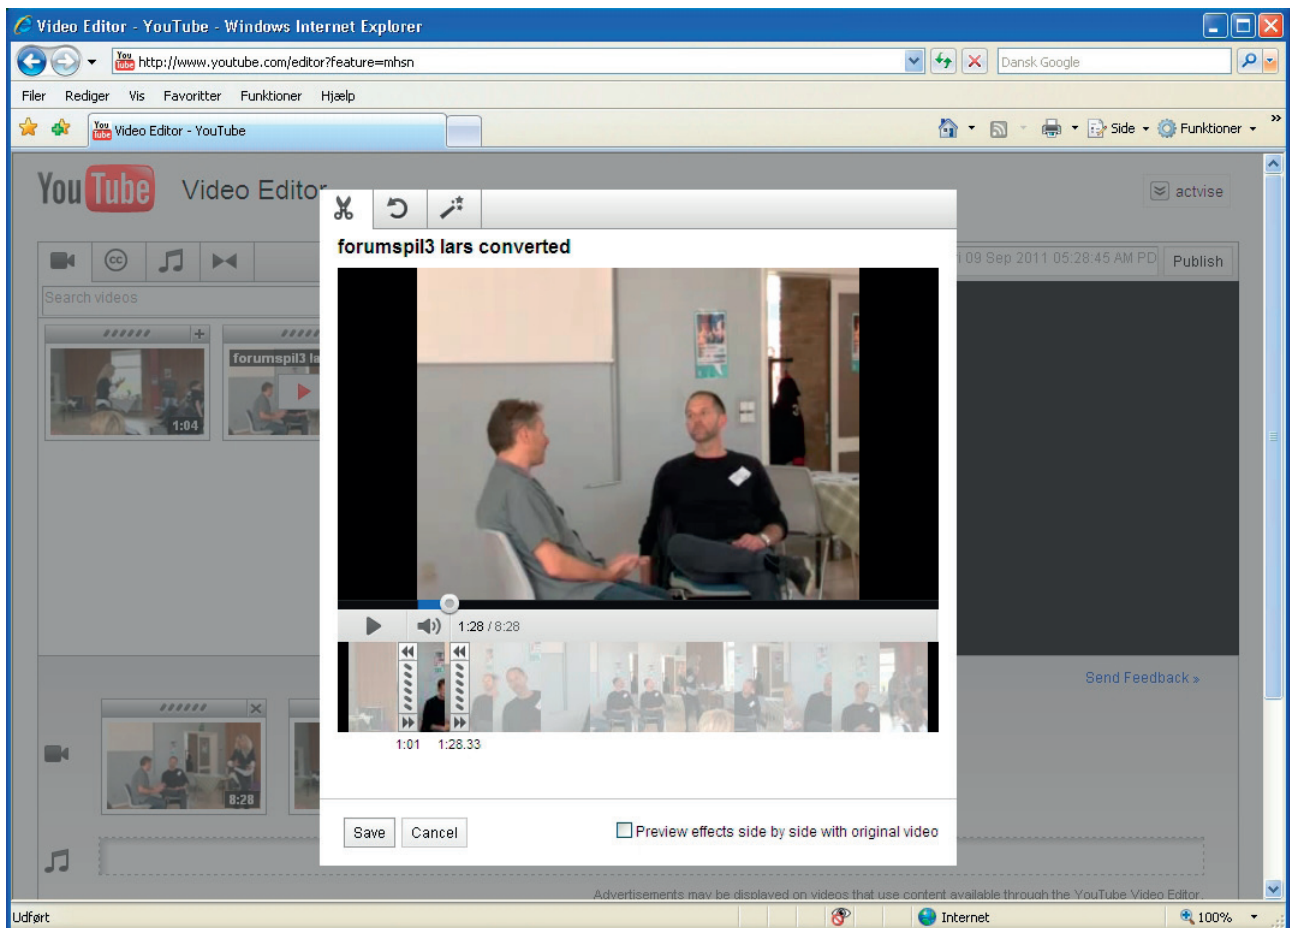 Video Editor - YouTube - Windows Internet Explorer
http://www.youtube.com/editor?feature=mhsn
Dansk Google
Filer Rediger Vis Favoritter Funktioner Hjælp
Video Editor - YouTube
Side Funktioner
YouTube Video Editor
actvise
forumspil3 lars converted
09 Sep 2011 05:28:45 AM PD
Publish
Search videos
forumspil3 la
1:04
1:28 / 8:28
Send Feedback »
1:01 1:28.33
8:28
Save Cancel
Preview effects side by side with original video
Advertisements may be displayed on videos that use content available through the YouTube Video Editor.
Udført
Internet
100%